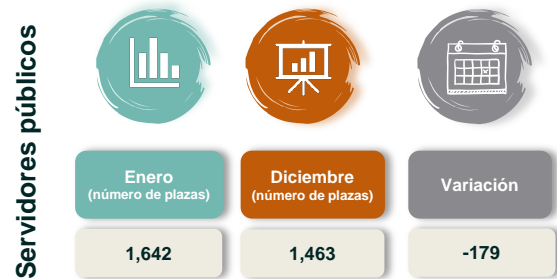 Servidores públicos
Enero
(número de plazas)
Diciembre
(número de plazas)
Variación
1,642
1,463
-179